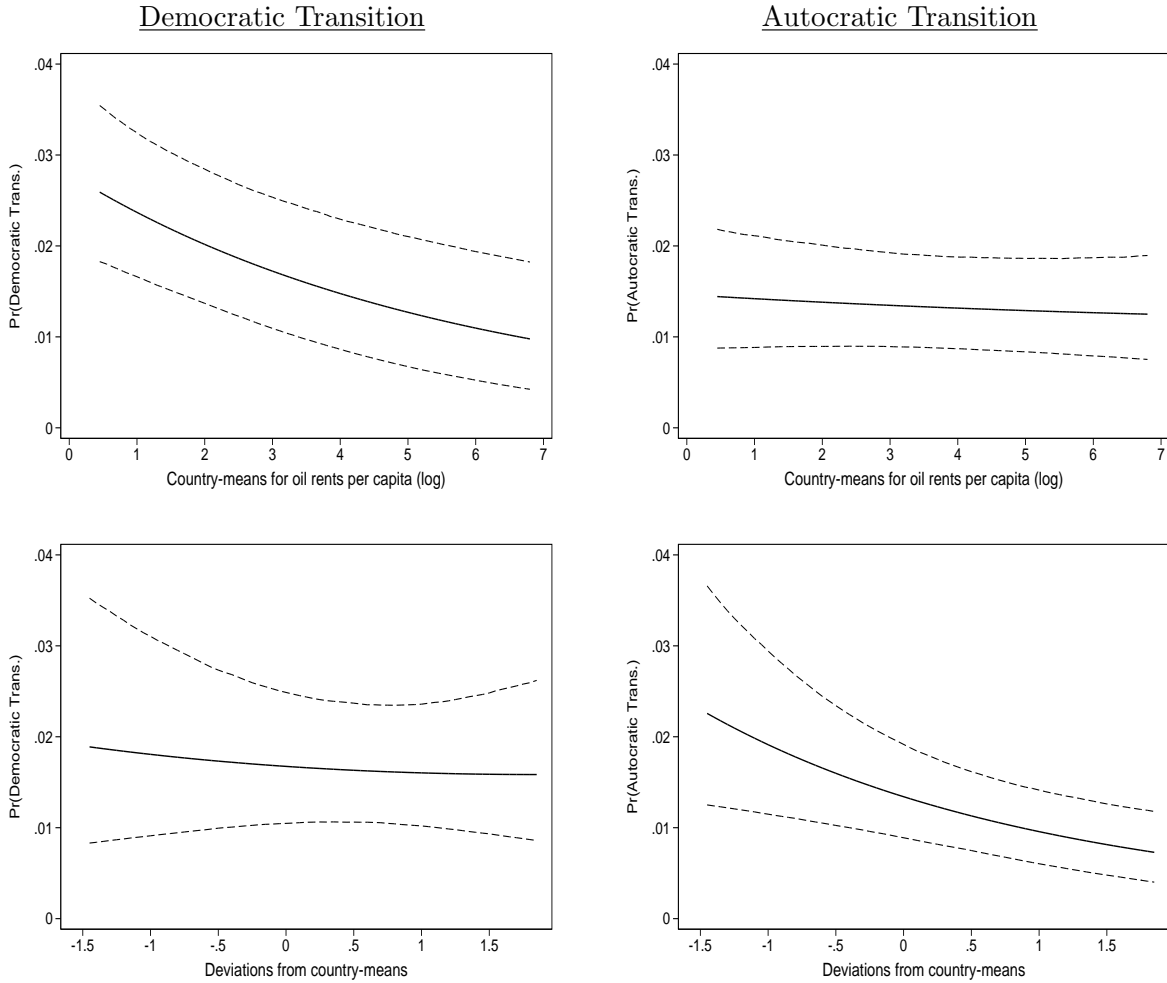 Democratic Transition
Autocratic Transition
Pr(Democratic Trans.)
.04
.03
.02
.01
0
0 1 2 3 4 5 6 7
Country-means for oil rents per capita (log)
Pr(Autocratic Trans.)
.04
.03
.02
.01
0
0 1 2 3 4 5 6 7
Country-means for oil rents per capita (log)
Pr(Democratic Trans.)
.04
.03
.02
.01
0
-1.5 -1 -.5 0 .5 1 1.5
Deviations from country-means
Pr(Autocratic Trans.)
.04
.03
.02
.01
0
-1.5 -1 -.5 0 .5 1 1.5
Deviations from country-means